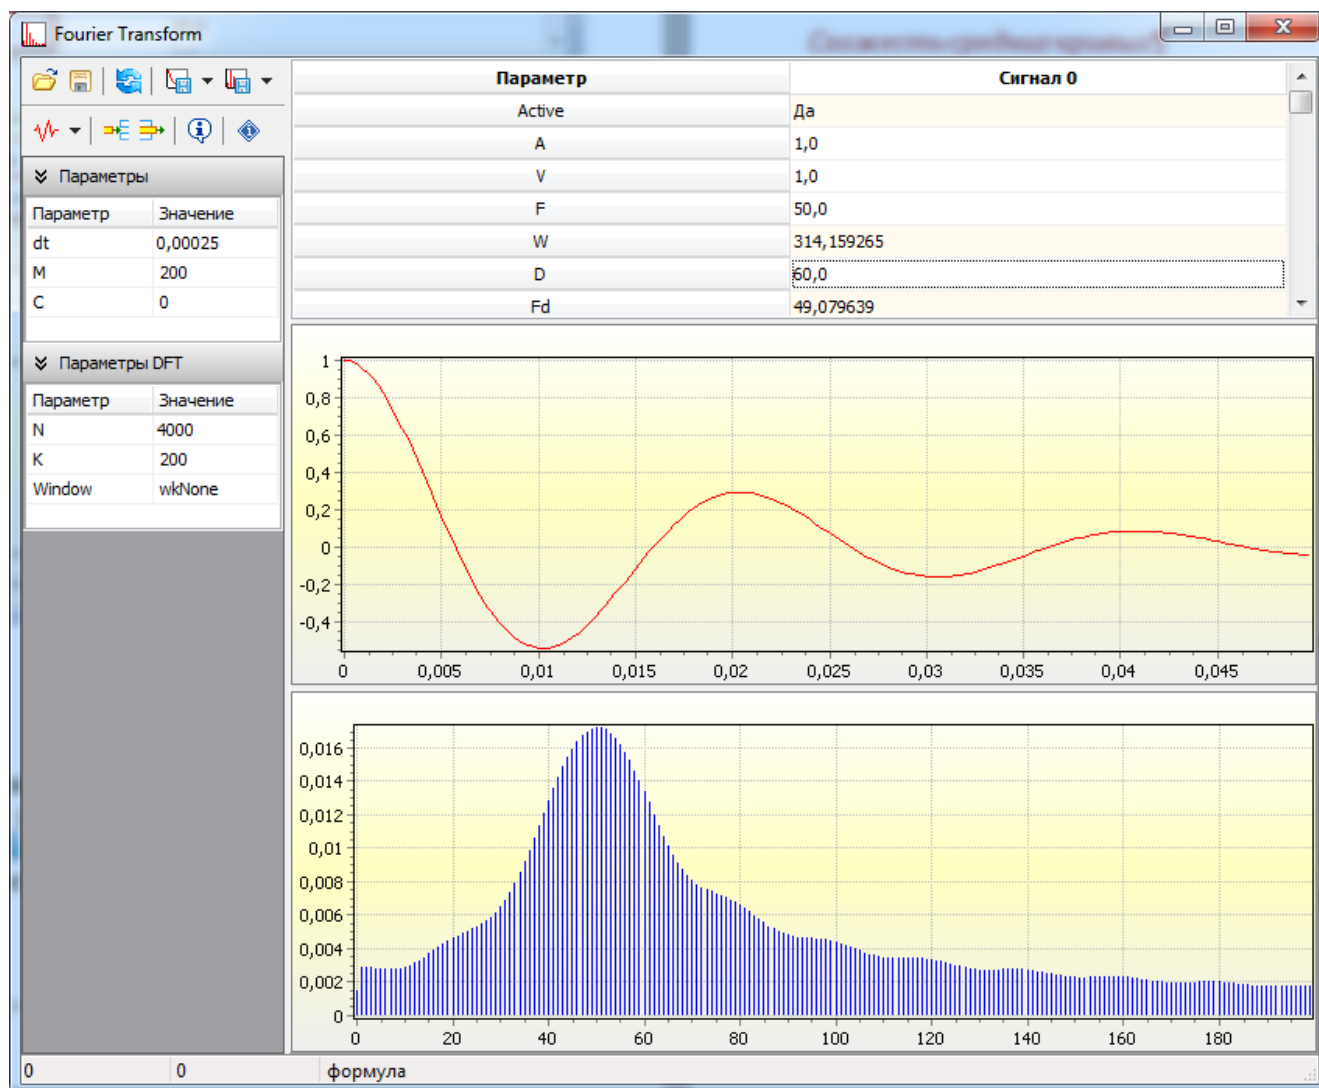 Fourier Transform
Параметр Сигнал 0
Active Да
A 1,0
V 1,0
F 50,0
W 314,159265
D 60,0
Fd 49,079639
Параметры
Параметр Значение
dt 0,00025
M 200
C 0
Параметры DFT
Параметр Значение
N 4000
K 200
Window wkNone
1
0,8
0,6
0,4
0,2
0
-0,2
-0,4
0 0,005 0,01 0,015 0,02 0,025 0,03 0,035 0,04 0,045
0,016
0,014
0,012
0,01
0,008
0,006
0,004
0,002
0
0 20 40 60 80 100 120 140 160 180
0 0 формула